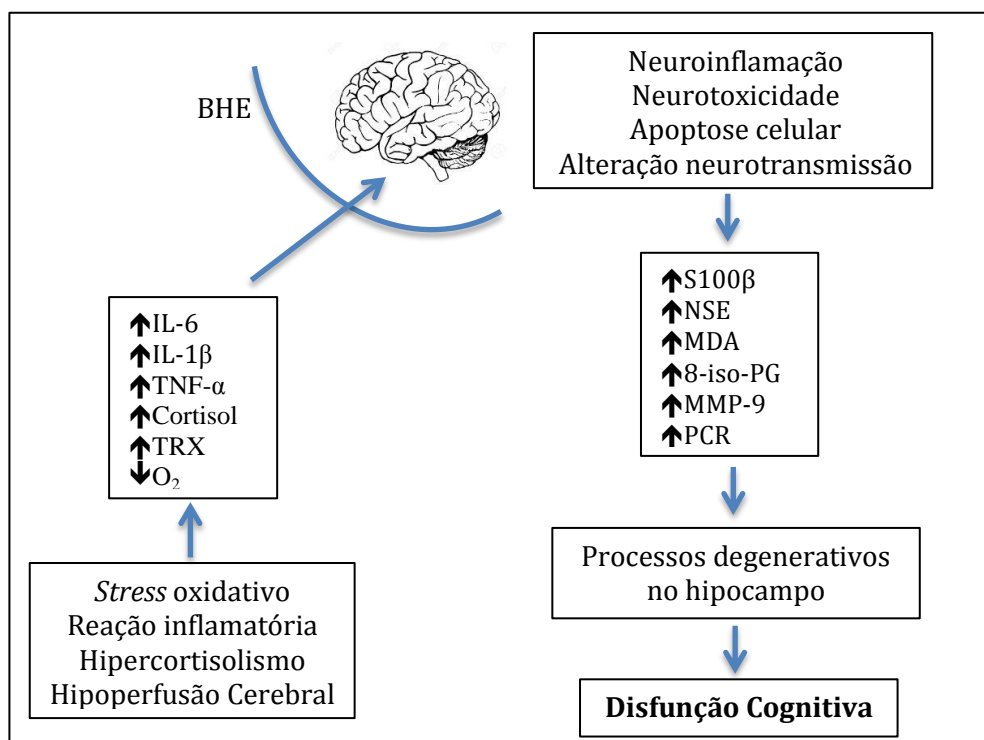 BHE
Neuroinflamação
Neurotoxicidade
Apoptose celular
Alteração neurotransmissão
🡹S100β
🡹NSE
🡹MDA
🡹8-iso-PG
🡹MMP-9
🡹PCR
🡹IL-6
🡹IL-1β
🡹TNF-α
🡹Cortisol
🡹TRX
🡻O₂
Stress oxidativo
Reação inflamatória
Hipercortisolismo
Hipoperfusão Cerebral
Processos degenerativos
no hipocampo
Disfunção Cognitiva